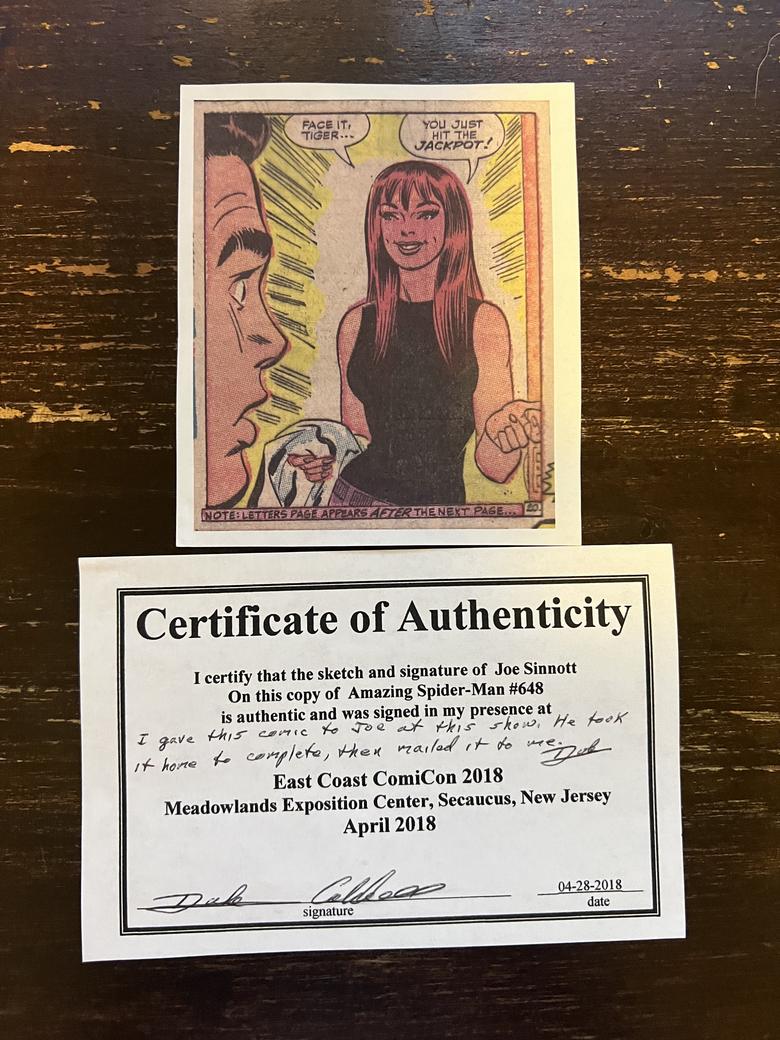 FACE IT,
TIGER...
YOU JUST
HIT THE
JACKPOT!
NOTE: LETTERS PAGE APPEARS AFTER THE NEXT PAGE...
20
Certificate of Authenticity
I certify that the sketch and signature of Joe Sinnott
On this copy of Amazing Spider-Man #648
is authentic and was signed in my presence at
I gave this comic to Joe at this show. He took
it home to complete, then mailed it to me.
East Coast ComiCon 2018
Meadowlands Exposition Center, Secaucus, New Jersey
April 2018
04-28-2018
signature
date